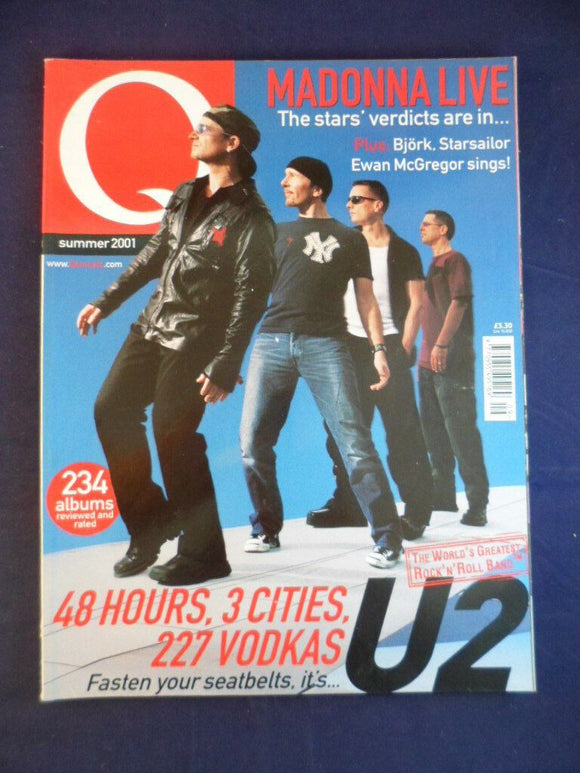 Q
summer 2001
MADONNA LIVE
The stars' verdicts are in...
Plus: Björk, Starsailor
Ewan McGregor sings!
£3.30
234
albums
reviewed and
rated
THE WORLD'S GREATEST
ROCK'N'ROLL BAND
48 HOURS, 3 CITIES,
227 VODKAS
Fasten your seatbelts, it's...
U2